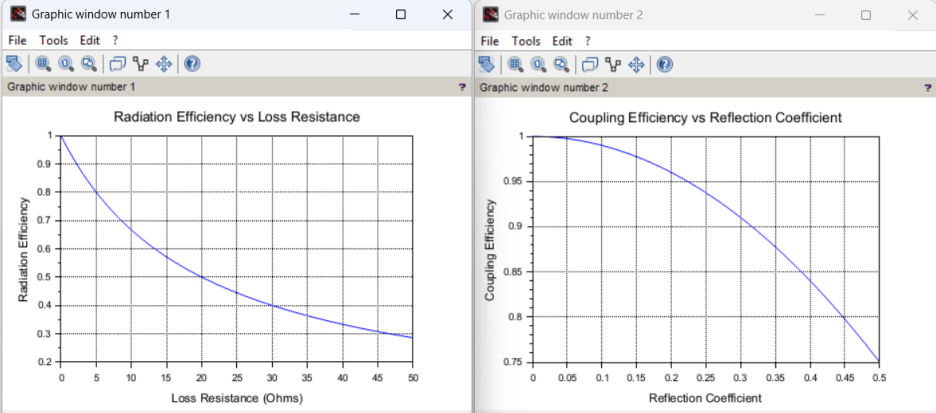 Graphic window number 1
File Tools Edit ?
Graphic window number 1 ?
Radiation Efficiency vs Loss Resistance
Radiation Efficiency
1
0.9
0.8
0.7
0.6
0.5
0.4
0.3
0.2
0 5 10 15 20 25 30 35 40 45 50
Loss Resistance (Ohms)
Graphic window number 2
File Tools Edit ?
Graphic window number 2 ?
Coupling Efficiency vs Reflection Coefficient
Coupling Efficiency
1
0.95
0.9
0.85
0.8
0.75
0 0.05 0.1 0.15 0.2 0.25 0.3 0.35 0.4 0.45 0.5
Reflection Coefficient